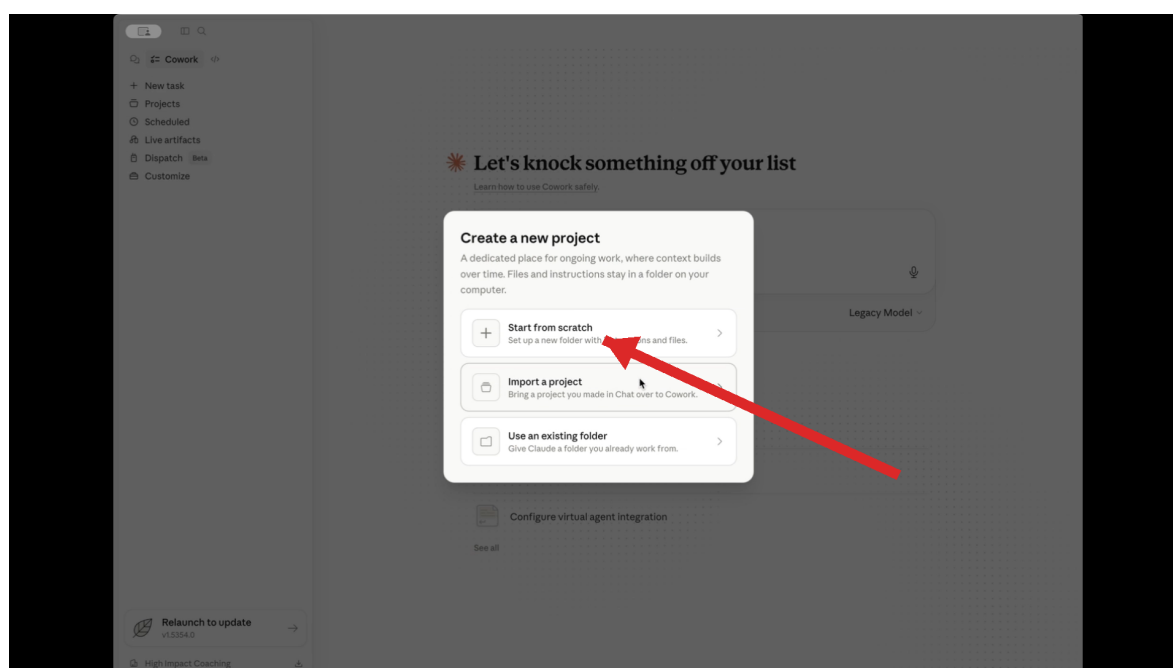 Cowork
New task
Projects
Scheduled
Live artifacts
Dispatch Beta
Customize
Let's knock something off your list
Learn how to use Cowork safely.
Create a new project
A dedicated place for ongoing work, where context builds
over time. Files and instructions stay in a folder on your
computer.
Start from scratch
Set up a new folder with ns and files.
Legacy Model
Import a project
Bring a project you made in Chat over to Cowork.
Use an existing folder
Give Claude a folder you already work from.
Configure virtual agent integration
See all
Relaunch to update
v1.5354.0
High Impact Coaching